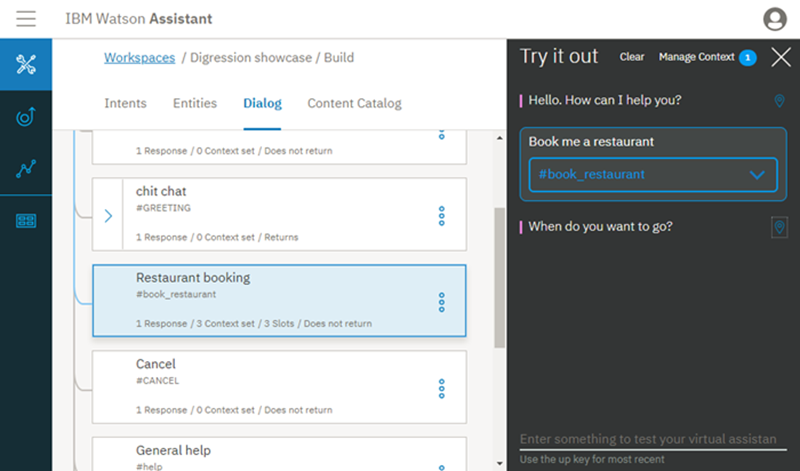 IBM Watson Assistant
Workspaces / Digression showcase / Build
Intents Entities Dialog Content Catalog
1 Response / 0 Context set / Does not return
chit chat
#GREETING
1 Response / 0 Context set / Returns
Restaurant booking
#book_restaurant
1 Response / 3 Context set / 3 Slots / Does not return
Cancel
#CANCEL
1 Response / 0 Context set / Does not return
General help
#help
Try it out Clear Manage Context 1
Hello. How can I help you?
Book me a restaurant
#book_restaurant
When do you want to go?
Enter something to test your virtual assistan
Use the up key for most recent